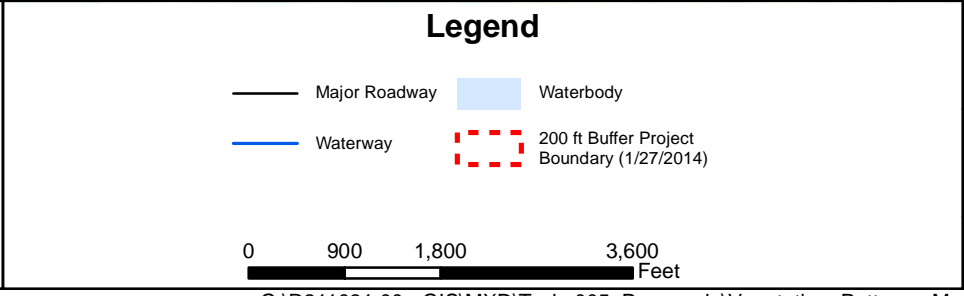 Legend
Major Roadway
Waterbody
Waterway
200 ft Buffer Project
Boundary (1/27/2014)
0 900 1,800 3,600
Feet